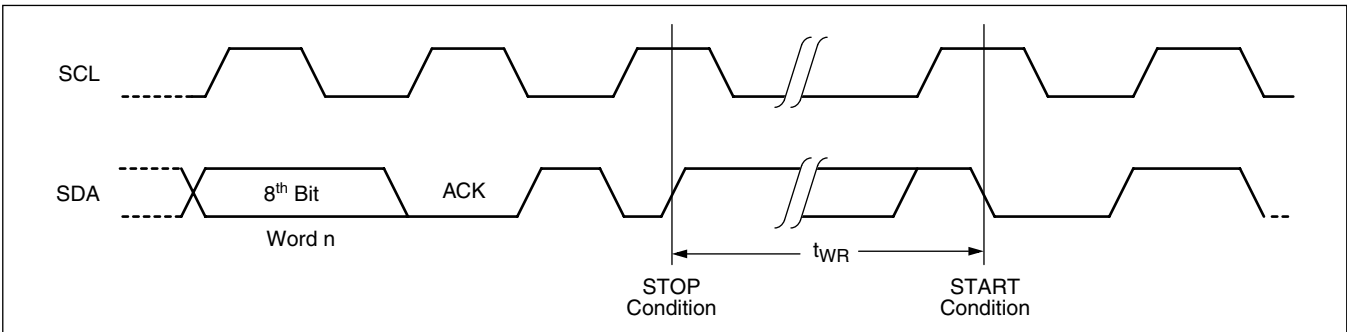 SCL
SDA
8th Bit
ACK
Word n
tWR
STOP
Condition
START
Condition